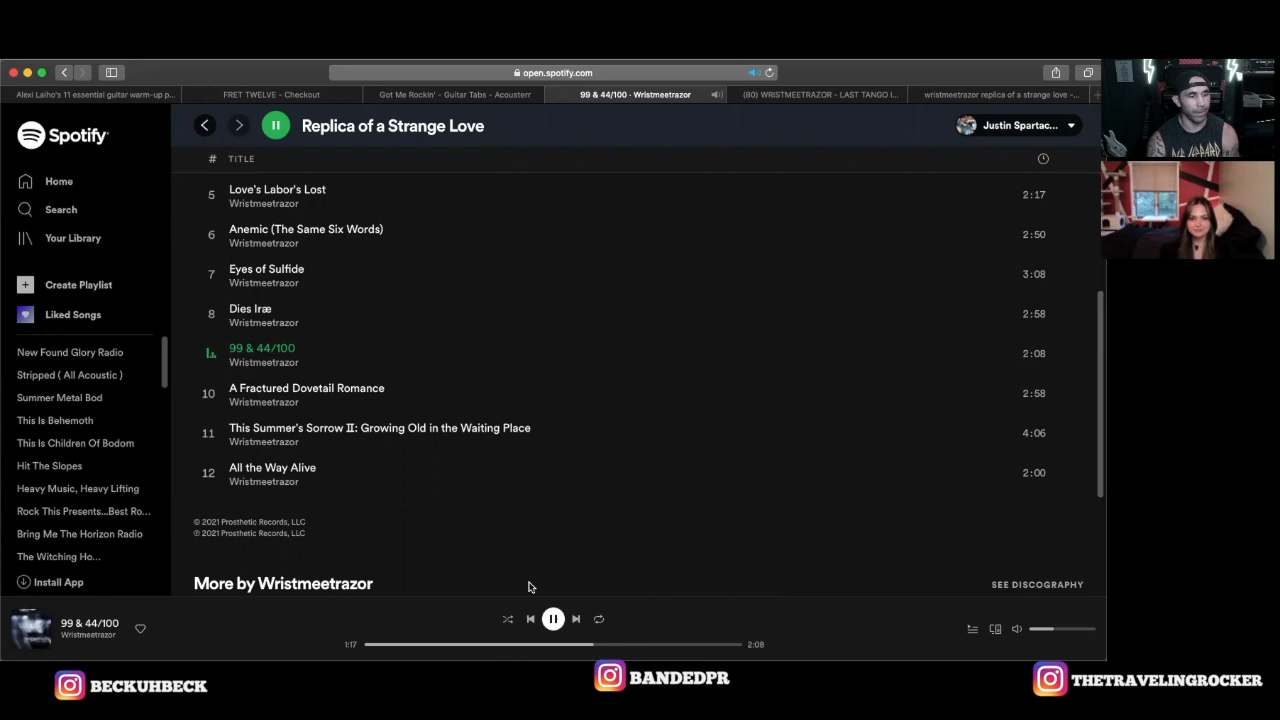 open.spotify.com
Alexi Laiho's 11 essential guitar warm-up p...
FRET TWELVE - Checkout
Got Me Rockin' - Guitar Tabs - Acousterr
99 & 44/100 - Wristmeetrazor
(80) WRISTMEETRAZOR - LAST TANGO I...
wristmeetrazor replica of a strange love -...
Spotify
Home
Search
Your Library
Create Playlist
Liked Songs
New Found Glory Radio
Stripped ( All Acoustic )
Summer Metal Bod
This Is Behemoth
This Is Children Of Bodom
Hit The Slopes
Heavy Music, Heavy Lifting
Rock This Presents...Best Ro...
Bring Me The Horizon Radio
The Witching Ho...
Install App
Replica of a Strange Love
Justin Spartac...
# TITLE
5 Love's Labor's Lost 2:17
Wristmeetrazor
6 Anemic (The Same Six Words) 2:50
Wristmeetrazor
7 Eyes of Sulfide 3:08
Wristmeetrazor
8 Dies Iræ 2:58
Wristmeetrazor
99 & 44/100 2:08
Wristmeetrazor
10 A Fractured Dovetail Romance 2:58
Wristmeetrazor
11 This Summer's Sorrow II: Growing Old in the Waiting Place 4:06
Wristmeetrazor
12 All the Way Alive 2:00
Wristmeetrazor
© 2021 Prosthetic Records, LLC
℗ 2021 Prosthetic Records, LLC
More by Wristmeetrazor
SEE DISCOGRAPHY
99 & 44/100
Wristmeetrazor
1:17 2:08
DEF LEPPARD
BECKUHBECK
BANDEDPR
THETRAVELINGROCKER